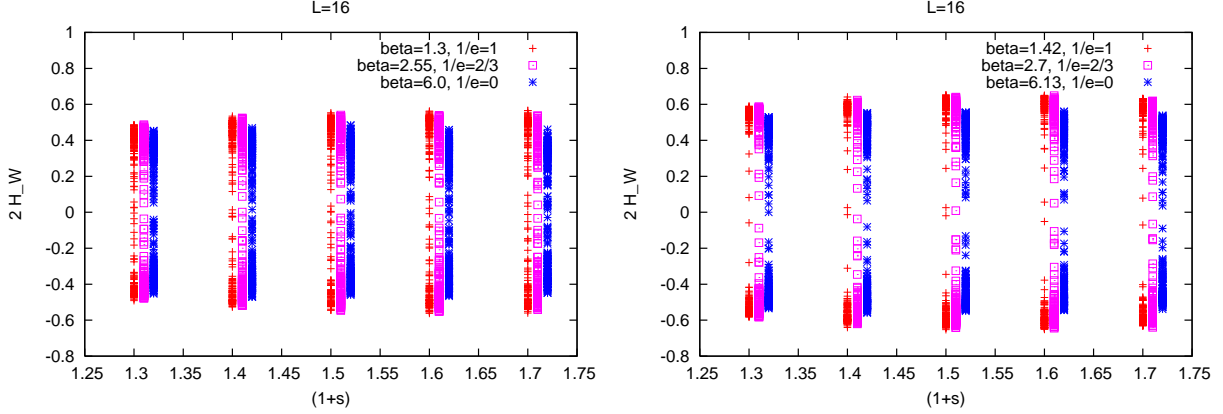 L=16
beta=1.3, 1/e=1
beta=2.55, 1/e=2/3
beta=6.0, 1/e=0
2 H_W
1
0.8
0.6
0.4
0.2
0
-0.2
-0.4
-0.6
-0.8
1.25 1.3 1.35 1.4 1.45 1.5 1.55 1.6 1.65 1.7 1.75
(1+s)
L=16
beta=1.42, 1/e=1
beta=2.7, 1/e=2/3
beta=6.13, 1/e=0
2 H_W
1
0.8
0.6
0.4
0.2
0
-0.2
-0.4
-0.6
-0.8
1.25 1.3 1.35 1.4 1.45 1.5 1.55 1.6 1.65 1.7 1.75
(1+s)